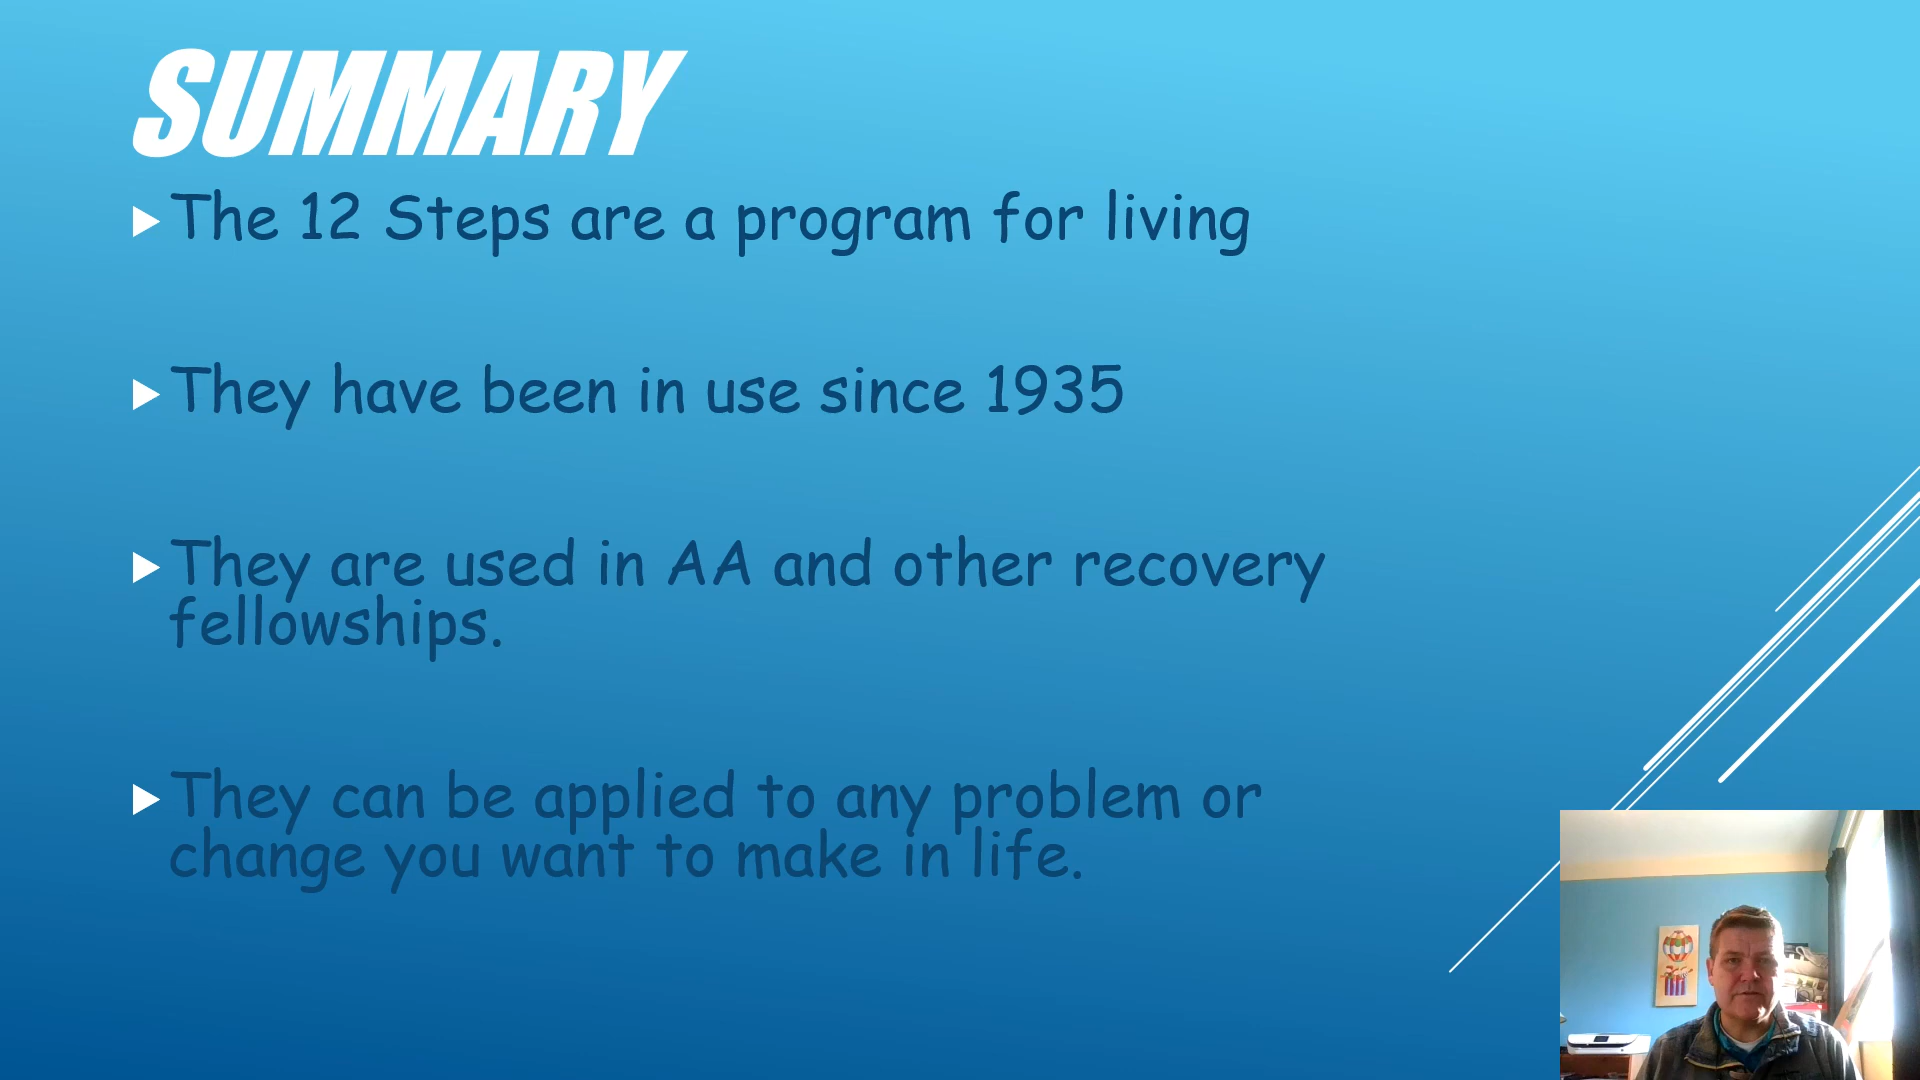 SUMMARY
The 12 Steps are a program for living
They have been in use since 1935
They are used in AA and other recovery
fellowships.
They can be applied to any problem or
change you want to make in life.